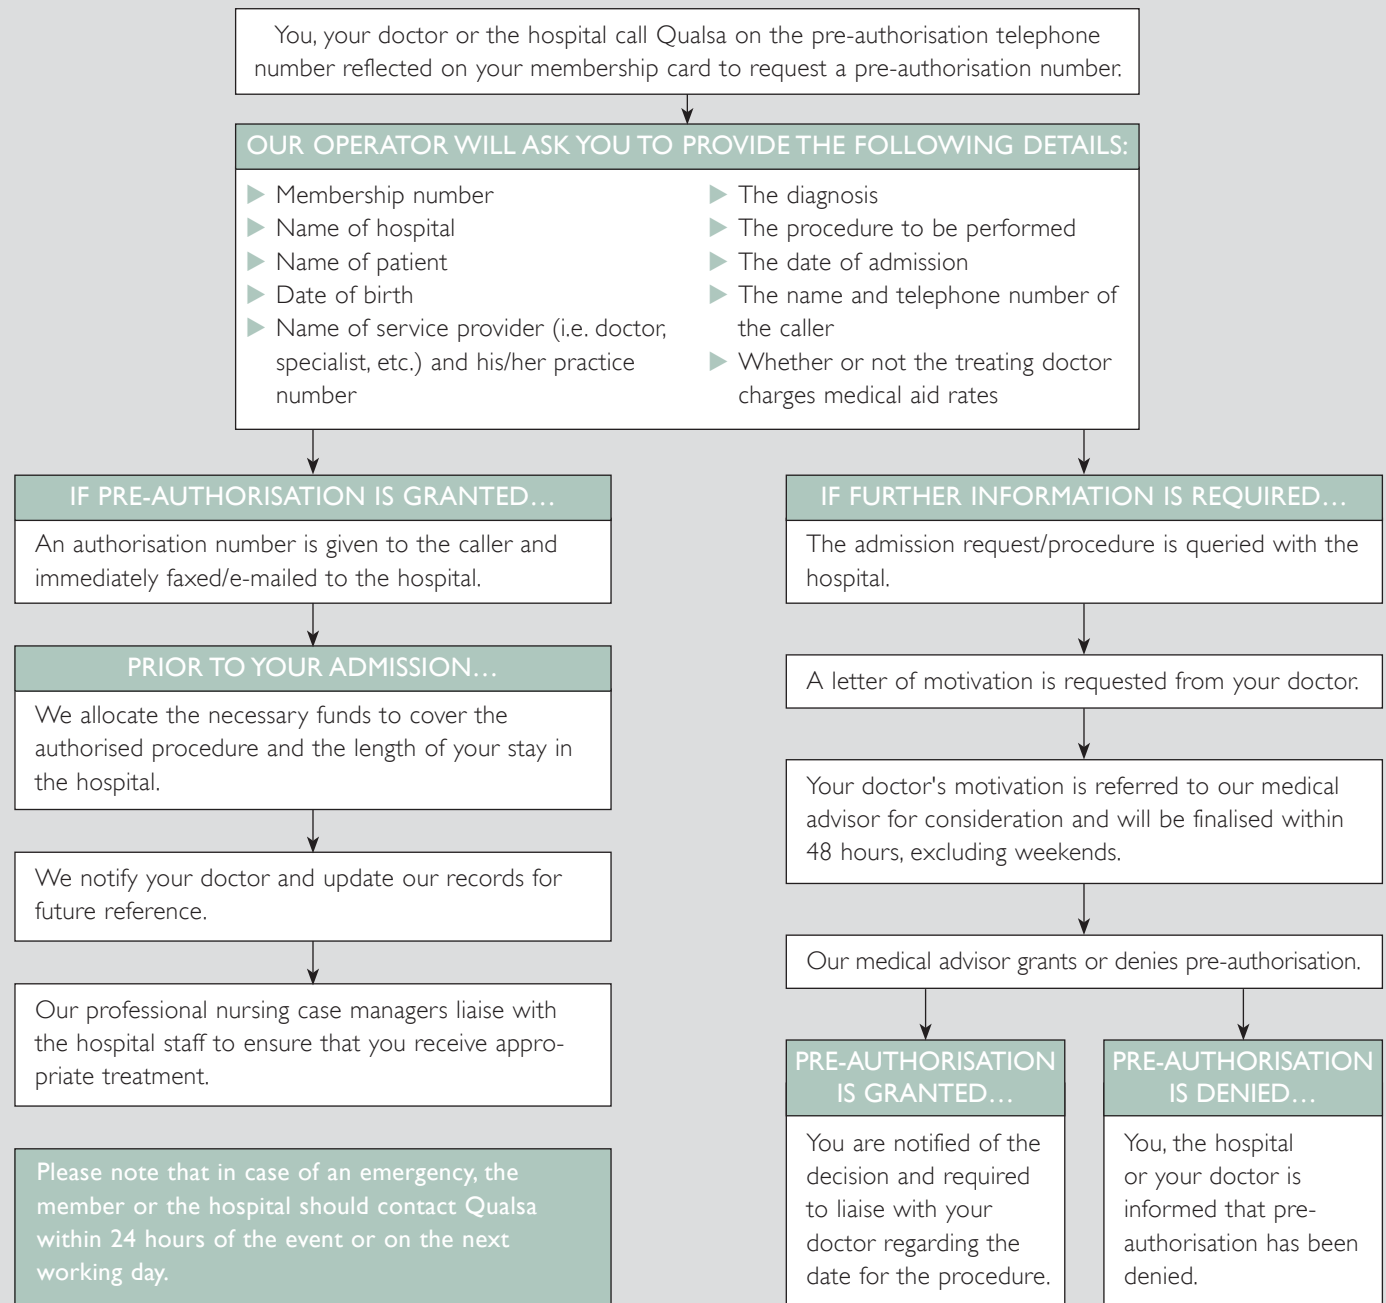 You, your doctor or the hospital call Qualsa on the pre-authorisation telephone
number reflected on your membership card to request a pre-authorisation number.
OUR OPERATOR WILL ASK YOU TO PROVIDE THE FOLLOWING DETAILS:
Membership number
Name of hospital
Name of patient
Date of birth
Name of service provider (i.e. doctor,
specialist, etc.) and his/her practice
number
The diagnosis
The procedure to be performed
The date of admission
The name and telephone number of
the caller
Whether or not the treating doctor
charges medical aid rates
IF PRE-AUTHORISATION IS GRANTED…
An authorisation number is given to the caller and
immediately faxed/e-mailed to the hospital.
PRIOR TO YOUR ADMISSION…
We allocate the necessary funds to cover the
authorised procedure and the length of your stay in
the hospital.
We notify your doctor and update our records for
future reference.
Our professional nursing case managers liaise with
the hospital staff to ensure that you receive appro-
priate treatment.
Please note that in case of an emergency, the
member or the hospital should contact Qualsa
within 24 hours of the event or on the next
working day.
IF FURTHER INFORMATION IS REQUIRED…
The admission request/procedure is queried with the
hospital.
A letter of motivation is requested from your doctor.
Your doctor's motivation is referred to our medical
advisor for consideration and will be finalised within
48 hours, excluding weekends.
Our medical advisor grants or denies pre-authorisation.
PRE-AUTHORISATION
IS GRANTED…
You are notified of the
decision and required
to liaise with your
doctor regarding the
date for the procedure.
PRE-AUTHORISATION
IS DENIED…
You, the hospital
or your doctor is
informed that pre-
authorisation has been
denied.